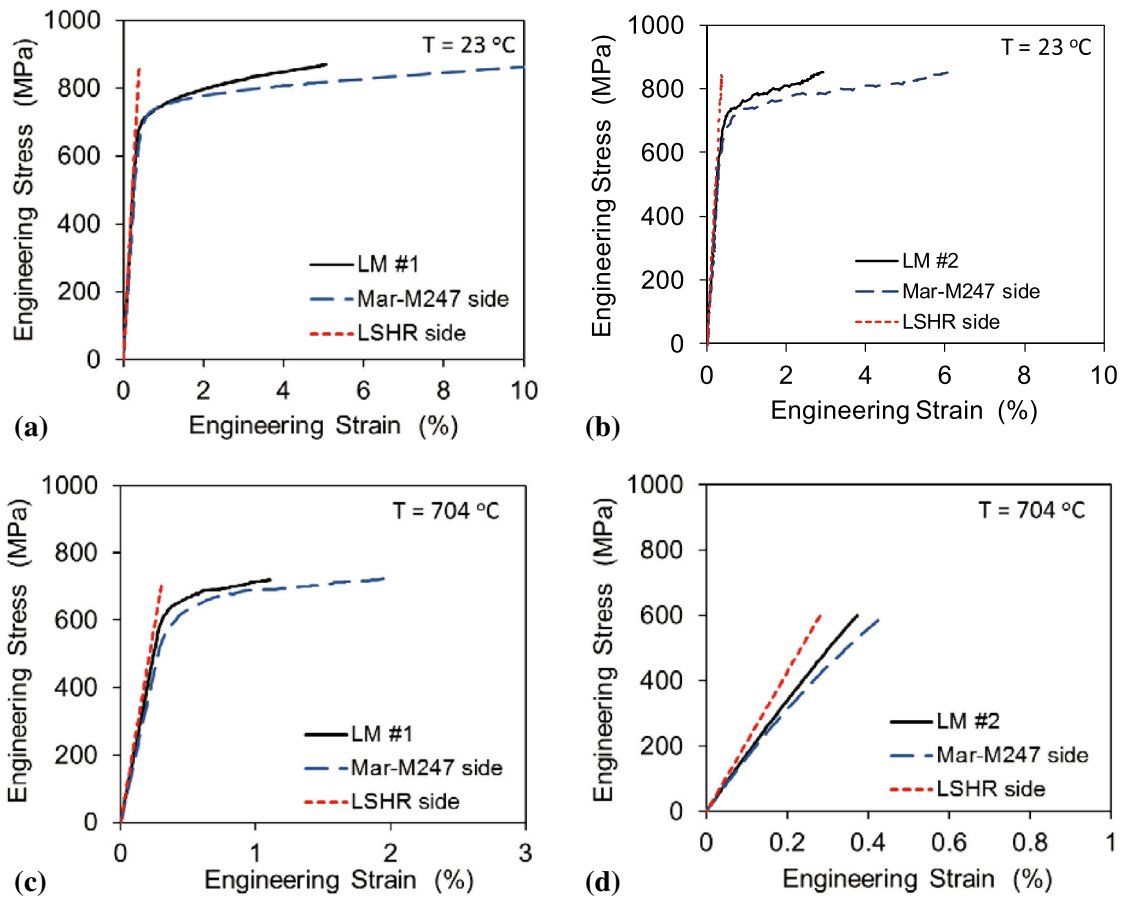 1000
800
600
400
200
0
Engineering Stress (MPa)
T = 23 °C
LM #1
Mar-M247 side
LSHR side
0 2 4 6 8 10
Engineering Strain (%)
(a)
1000
800
600
400
200
0
Engineering Stress (MPa)
T = 23 °C
LM #2
Mar-M247 side
LSHR side
0 2 4 6 8 10
Engineering Strain (%)
(b)
1000
800
600
400
200
0
Engineering Stress (MPa)
T = 704 °C
LM #1
Mar-M247 side
LSHR side
0 1 2 3
Engineering Strain (%)
(c)
1000
800
600
400
200
0
Engineering Stress (MPa)
T = 704 °C
LM #2
Mar-M247 side
LSHR side
0 0.2 0.4 0.6 0.8 1
Engineering Strain (%)
(d)